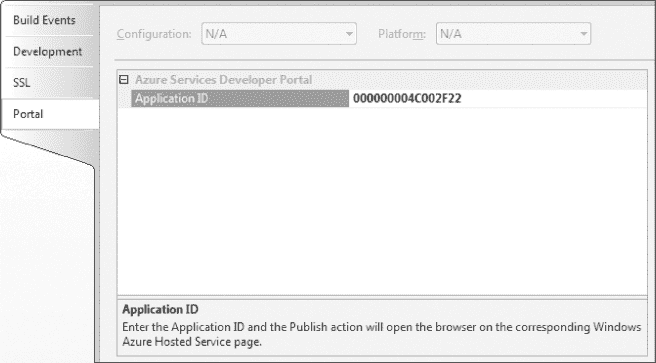 Build Events
Development
SSL
Portal
Configuration: N/A Platform: N/A
Azure Services Developer Portal
Application ID 000000004C002F22
Application ID
Enter the Application ID and the Publish action will open the browser on the corresponding Windows
Azure Hosted Service page.